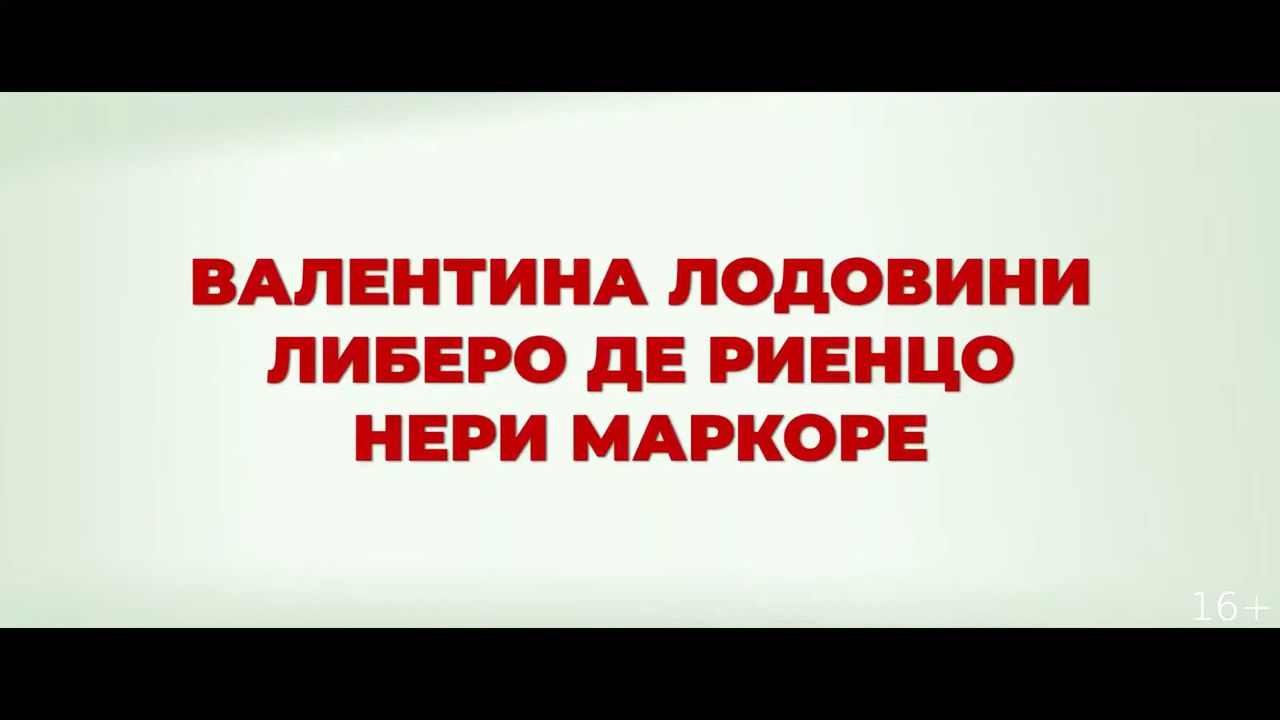 ВАЛЕНТИНА ЛОДОВИНИ
ЛИБЕРО ДЕ РИЕНЦО
НЕРИ МАРКОРЕ
16+